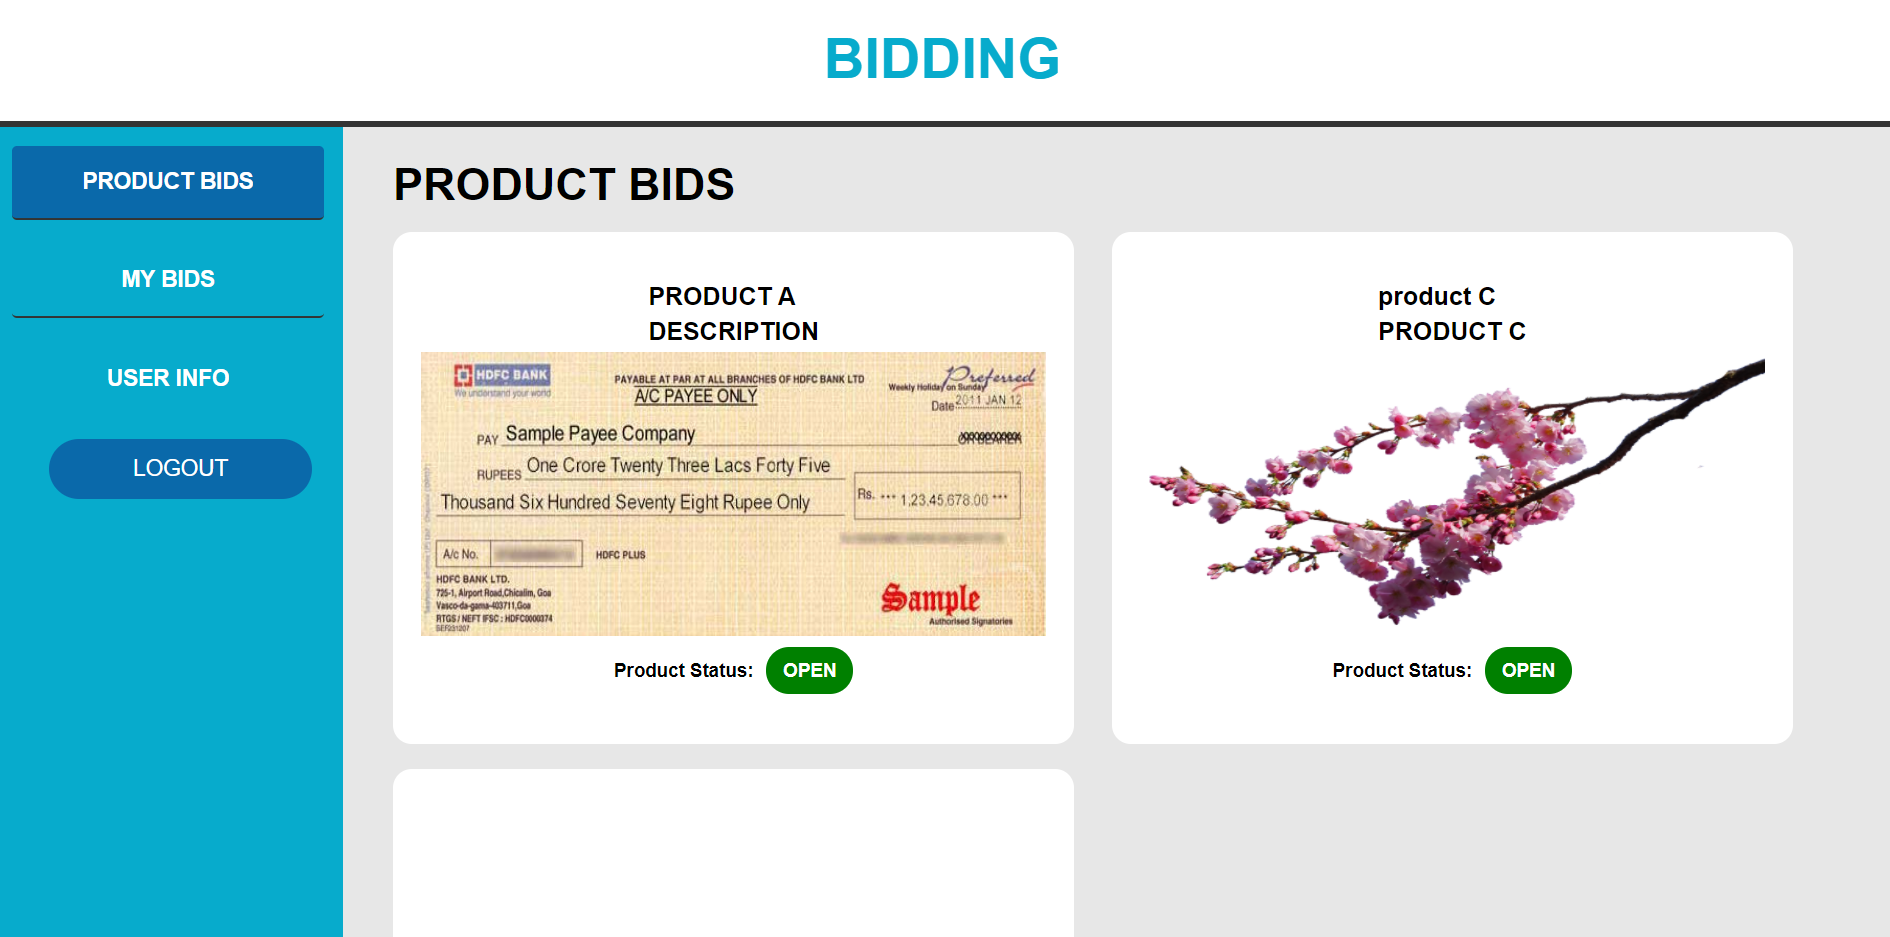 BIDDING
PRODUCT BIDS
MY BIDS
USER INFO
LOGOUT
PRODUCT BIDS
PRODUCT A
DESCRIPTION
HDFC BANK
We understand your world
PAYABLE AT PAR AT ALL BRANCHES OF HDFC BANK LTD
A/C PAYEE ONLY
Preferred
Weekly Holiday on Sunday
Date 2011 JAN 12
PAY Sample Payee Company OR BEARER
RUPEES One Crore Twenty Three Lacs Forty Five
Thousand Six Hundred Seventy Eight Rupee Only
Rs. *** 1,23,45,678.00 ***
A/c No.
HDFC PLUS
HDFC BANK LTD.
725-1, Airport Road,Chicalim, Goa
Vasco-da-gama-403711,Goa
RTGS / NEFT IFSC : HDFC0000374
SEF231207
Sample
Authorised Signatories
Product Status: OPEN
product C
PRODUCT C
Product Status: OPEN